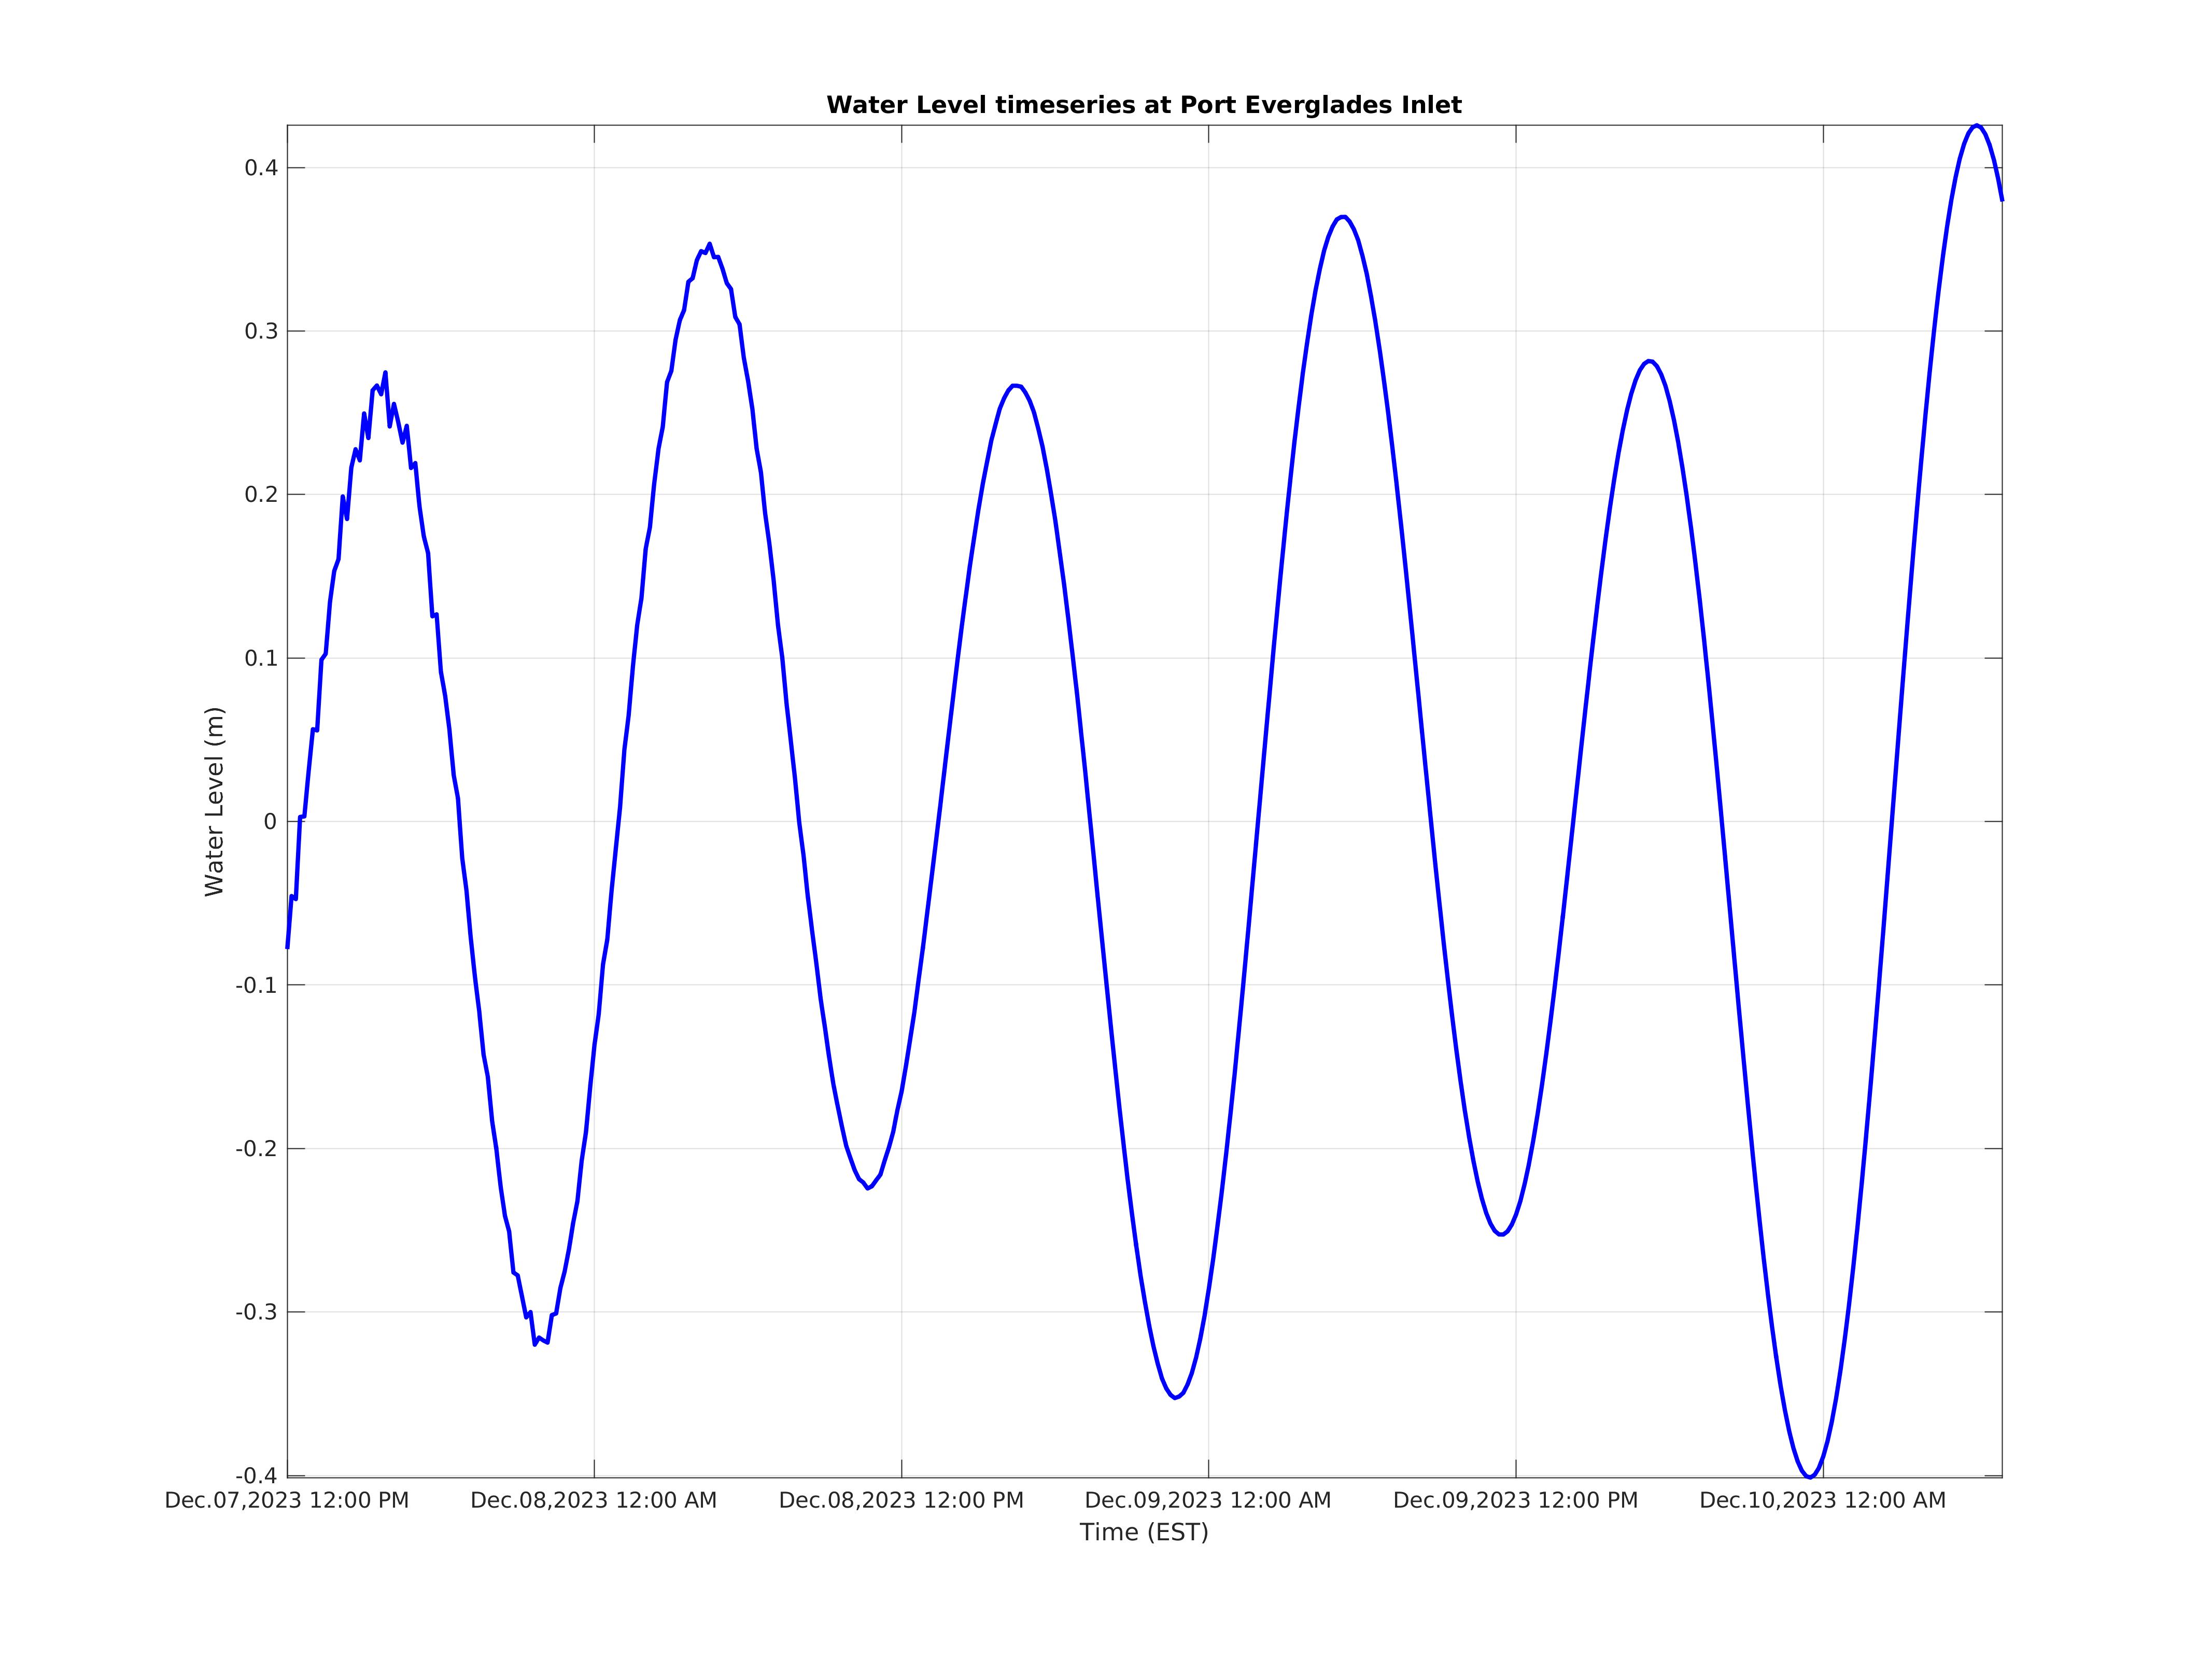 Water Level timeseries at Port Everglades Inlet
0.4
0.3
0.2
0.1
0
-0.1
-0.2
-0.3
-0.4
Water Level (m)
Dec.07,2023 12:00 PM Dec.08,2023 12:00 AM Dec.08,2023 12:00 PM Dec.09,2023 12:00 AM Dec.09,2023 12:00 PM Dec.10,2023 12:00 AM
Time (EST)